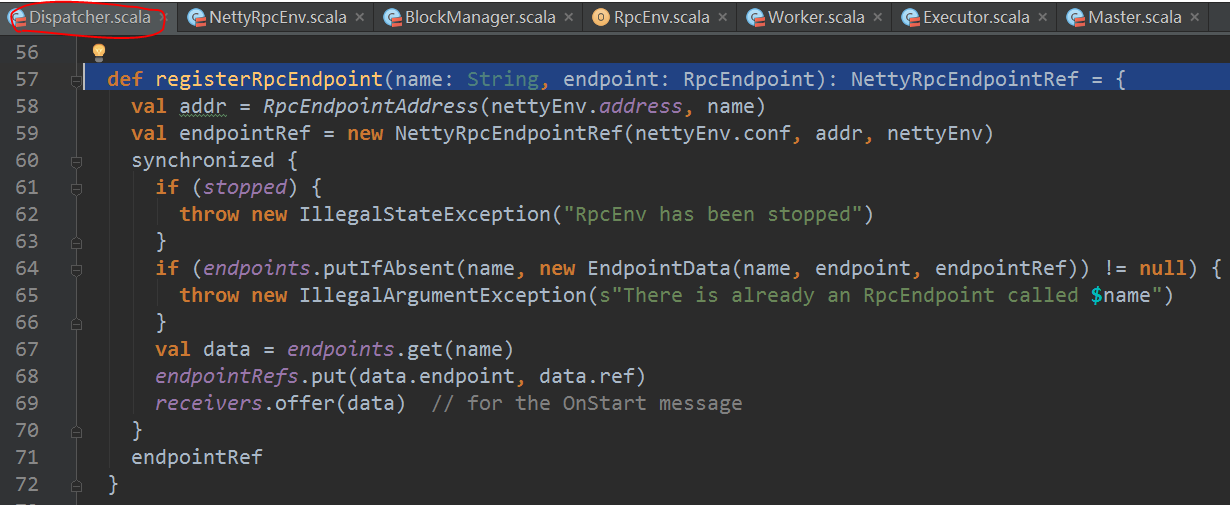 Dispatcher.scala NettyRpcEnv.scala BlockManager.scala RpcEnv.scala Worker.scala Executor.scala Master.scala
56
57 def registerRpcEndpoint(name: String, endpoint: RpcEndpoint): NettyRpcEndpointRef = {
58 val addr = RpcEndpointAddress(nettyEnv.address, name)
59 val endpointRef = new NettyRpcEndpointRef(nettyEnv.conf, addr, nettyEnv)
60 synchronized {
61 if (stopped) {
62 throw new IllegalStateException("RpcEnv has been stopped")
63 }
64 if (endpoints.putIfAbsent(name, new EndpointData(name, endpoint, endpointRef)) != null) {
65 throw new IllegalArgumentException(s"There is already an RpcEndpoint called $name")
66 }
67 val data = endpoints.get(name)
68 endpointRefs.put(data.endpoint, data.ref)
69 receivers.offer(data)  // for the OnStart message
70 }
71 endpointRef
72 }